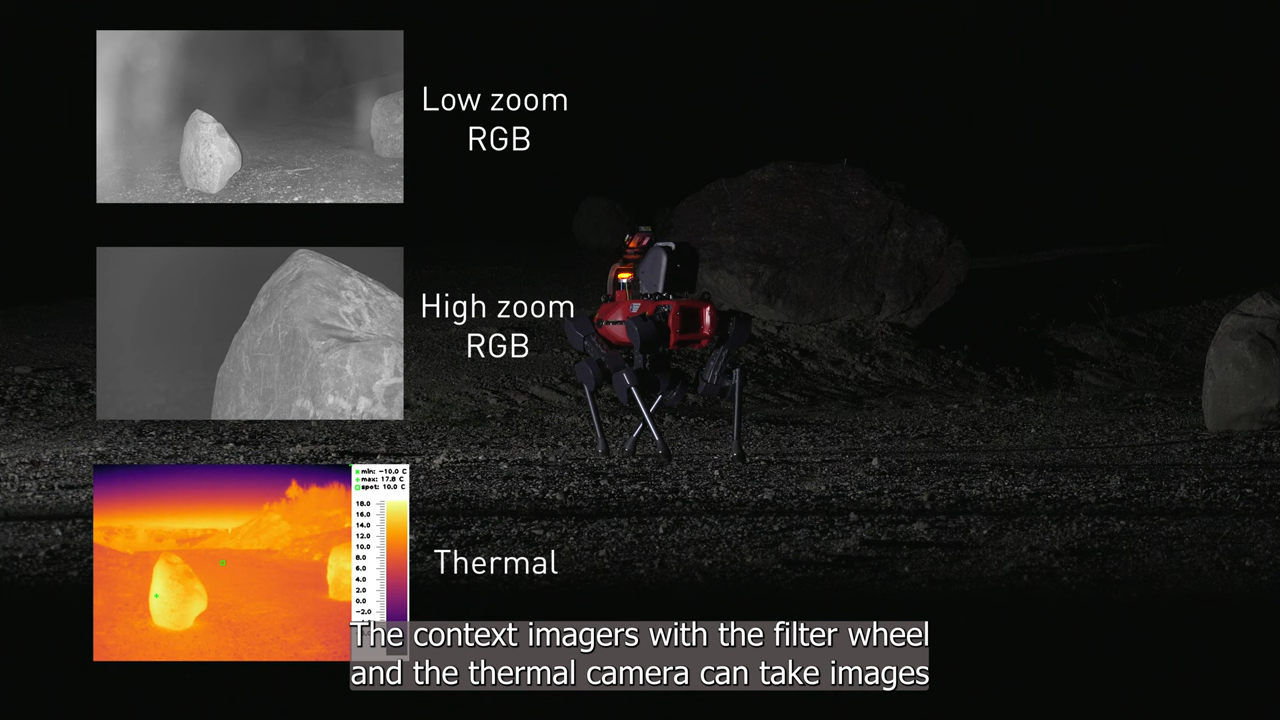 Low zoom
RGB
High zoom
RGB
min: -10.0 C
max: 17.8 C
spot: 10.0 C
18.0
16.0
14.0
12.0
10.0
8.0
6.0
4.0
2.0
0.0
-2.0
Thermal
The context imagers with the filter wheel
and the thermal camera can take images